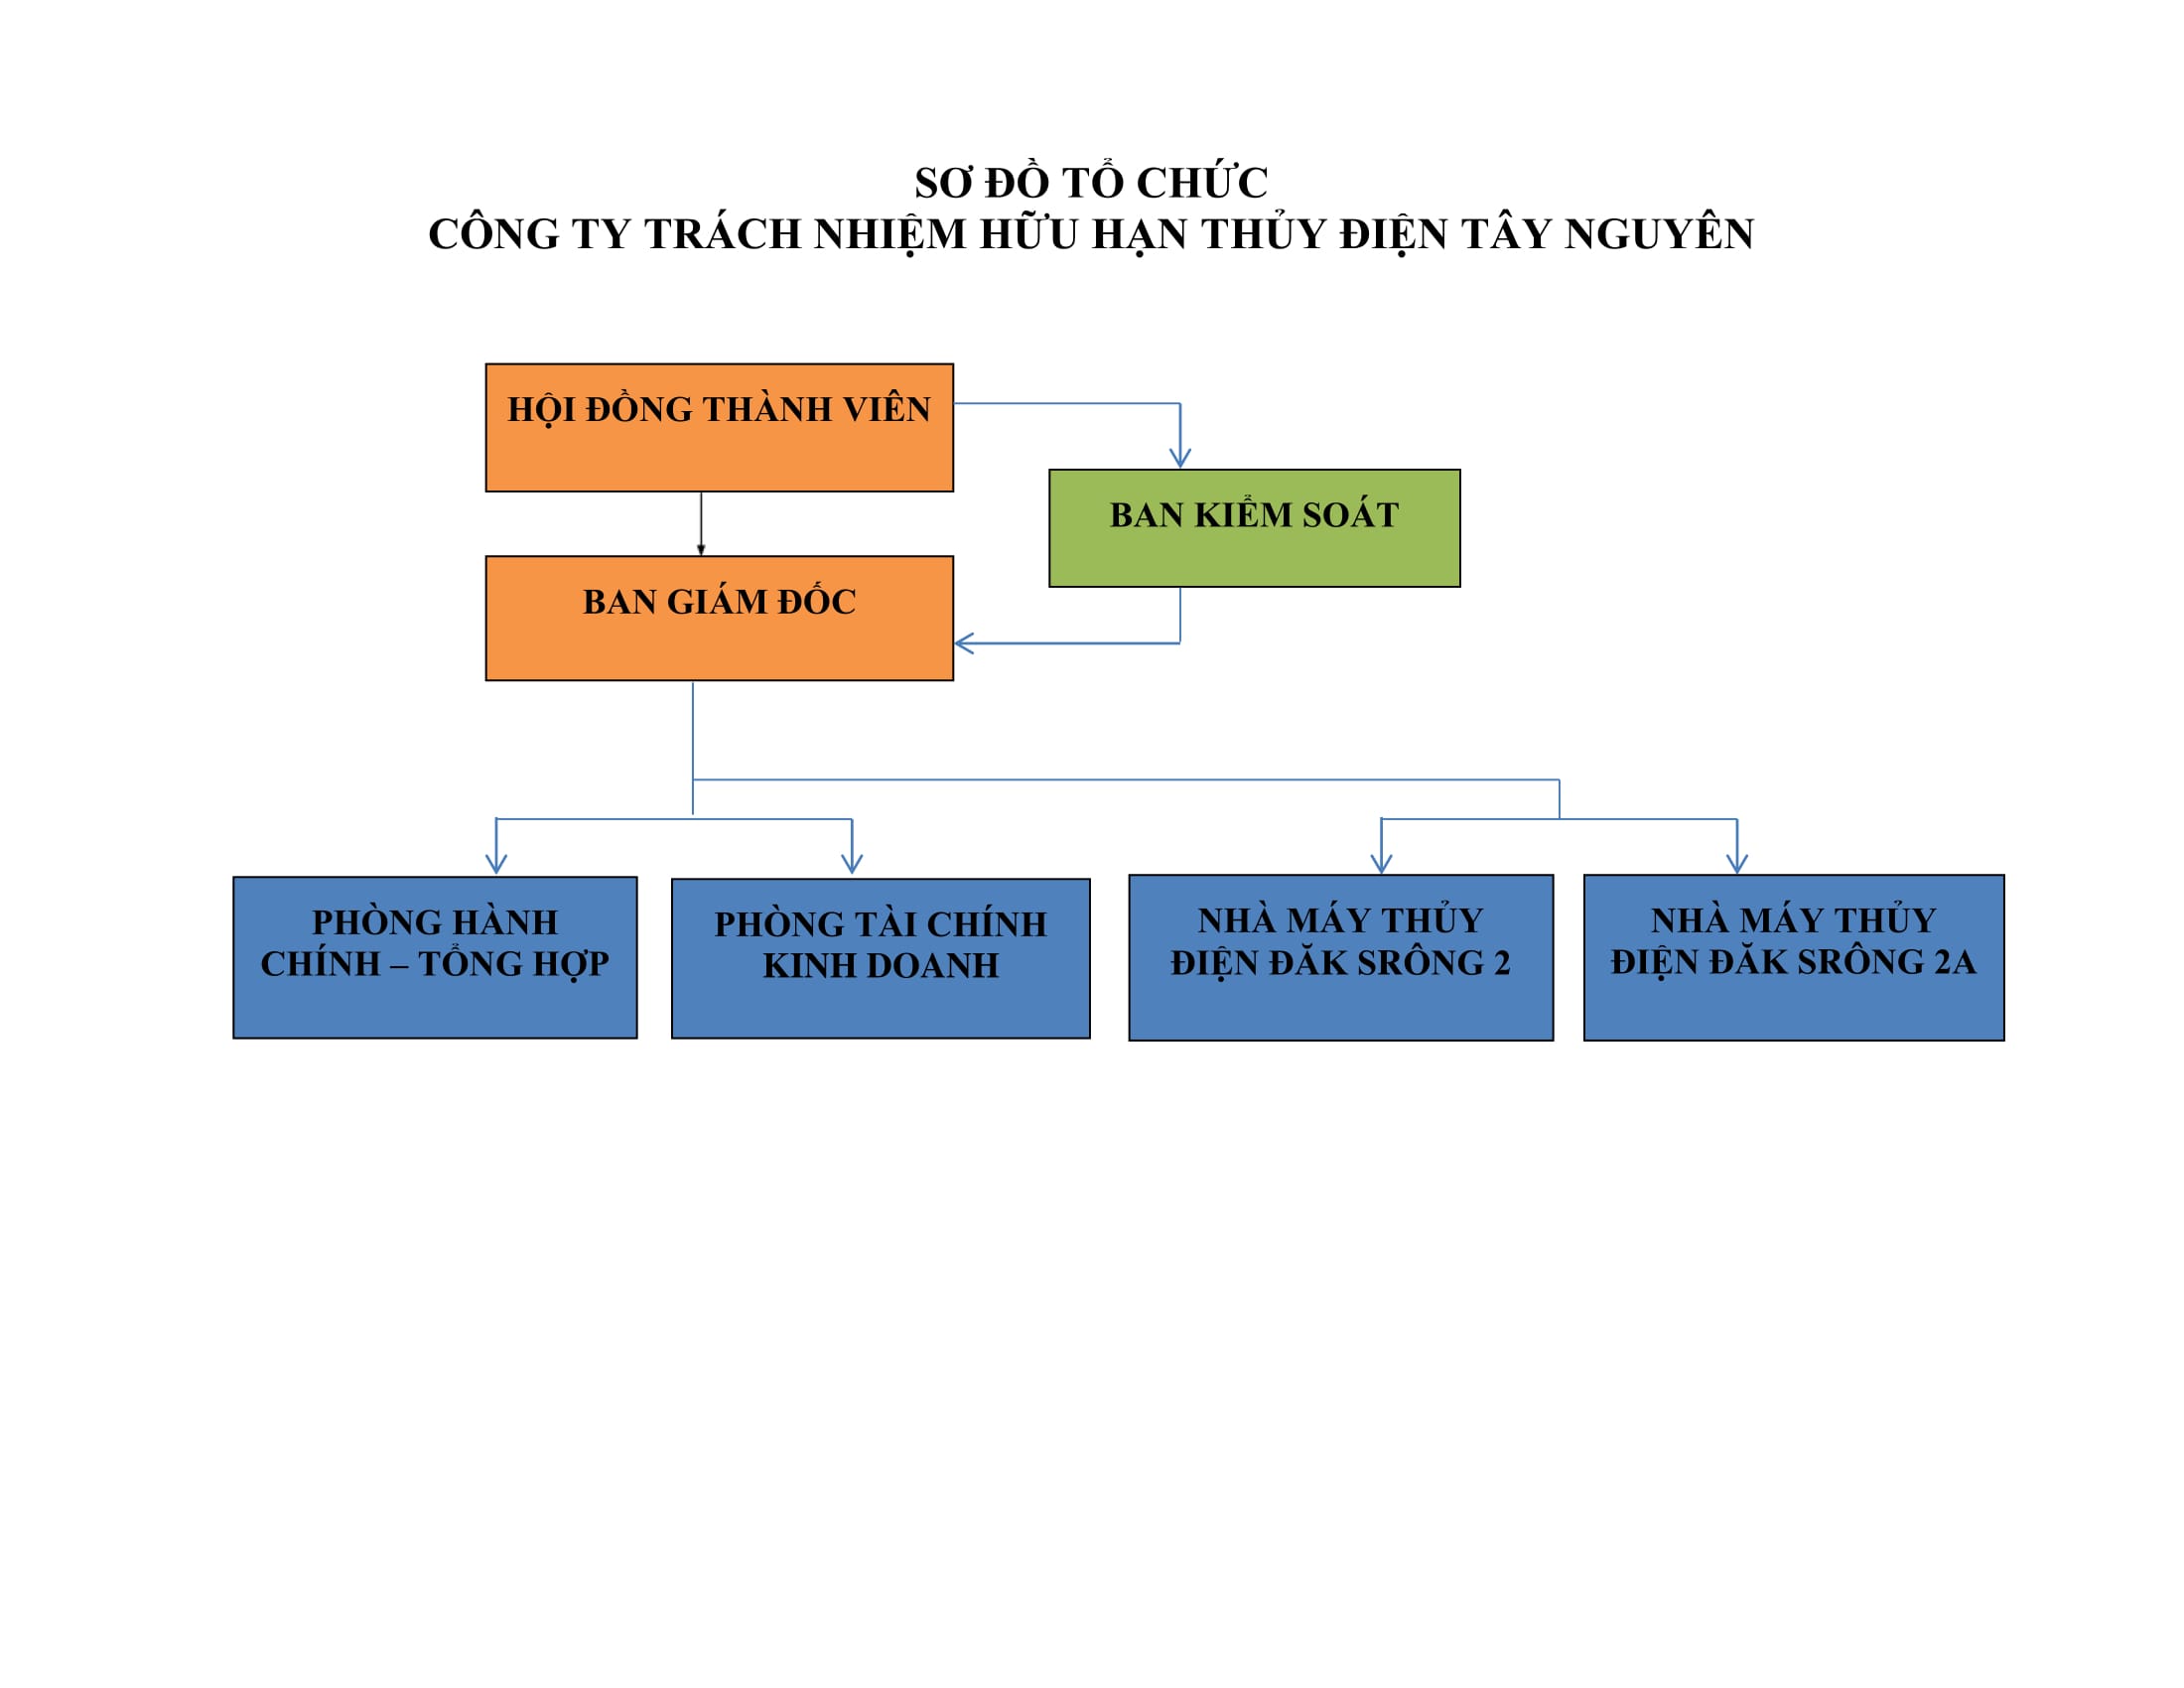 SƠ ĐỒ TỔ CHỨC
CÔNG TY TRÁCH NHIỆM HỮU HẠN THỦY ĐIỆN TÂY NGUYÊN
HỘI ĐỒNG THÀNH VIÊN
BAN KIỂM SOÁT
BAN GIÁM ĐỐC
PHÒNG HÀNH
CHÍNH – TỔNG HỢP
PHÒNG TÀI CHÍNH
KINH DOANH
NHÀ MÁY THỦY
ĐIỆN ĐĂK SRÔNG 2
NHÀ MÁY THỦY
ĐIỆN ĐĂK SRÔNG 2A